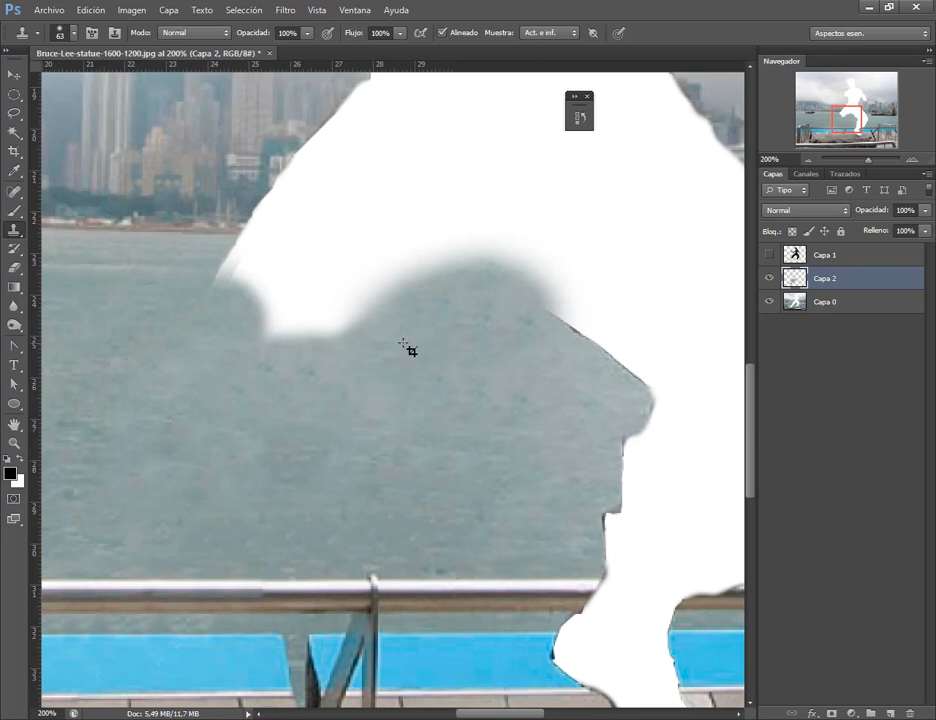 Ps Archivo Edición Imagen Capa Texto Selección Filtro Vista Ventana Ayuda
63 Modo: Normal Opacidad: 100% Flujo: 100% Alineado Muestra: Act. e inf. Aspectos esen.
Bruce-Lee-statue-1600-1200.jpg al 200% (Capa 2, RGB/8#) * ×
20 21 22 23 24 25 26 27 28 29
Navegador
200%
Capas Canales Trazados
Tipo
Normal Opacidad: 100%
Bloq.: Relleno: 100%
Capa 1
Capa 2
Capa 0
200% Doc: 5,49 MB/11,7 MB